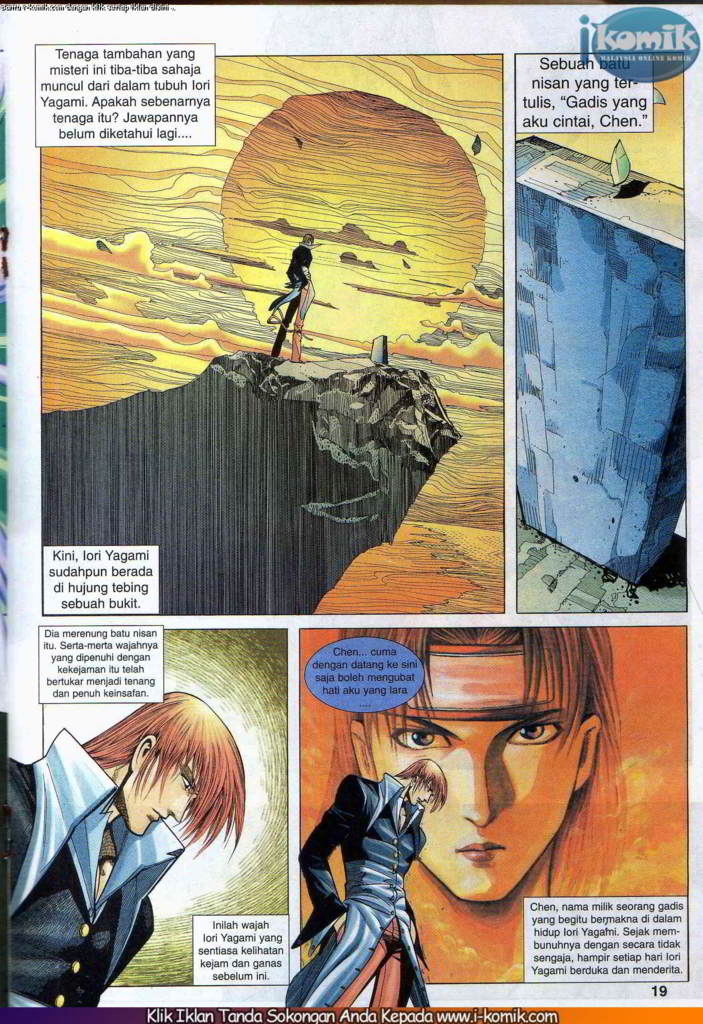 ikomik
MALAYSIA ONLINE KOMIK
Tenaga tambahan yang
misteri ini tiba-tiba sahaja
muncul dari dalam tubuh Iori
Yagami. Apakah sebenarnya
tenaga itu? Jawapannya
belum diketahui lagi....
Sebuah batu
nisan yang ter-
tulis, “Gadis yang
aku cintai, Chen.”
Kini, Iori Yagami
sudahpun berada
di hujung tebing
sebuah bukit.
Dia merenung batu nisan
itu. Serta-merta wajahnya
yang dipenuhi dengan
kekejaman itu telah
bertukar menjadi tenang
dan penuh keinsafan.
Inilah wajah
Iori Yagami yang
sentiasa kelihatan
kejam dan ganas
sebelum ini.
Chen... cuma
dengan datang ke sini
saja boleh mengubat
hati aku yang lara
....
Chen, nama milik seorang gadis
yang begitu bermakna di dalam
hidup Iori Yagami. Sejak mem-
bunuhnya dengan secara tidak
sengaja, hampir setiap hari Iori
Yagami berduka dan menderita.
19
Klik Iklan Tanda Sokongan Anda Kepada www.i-komik.com